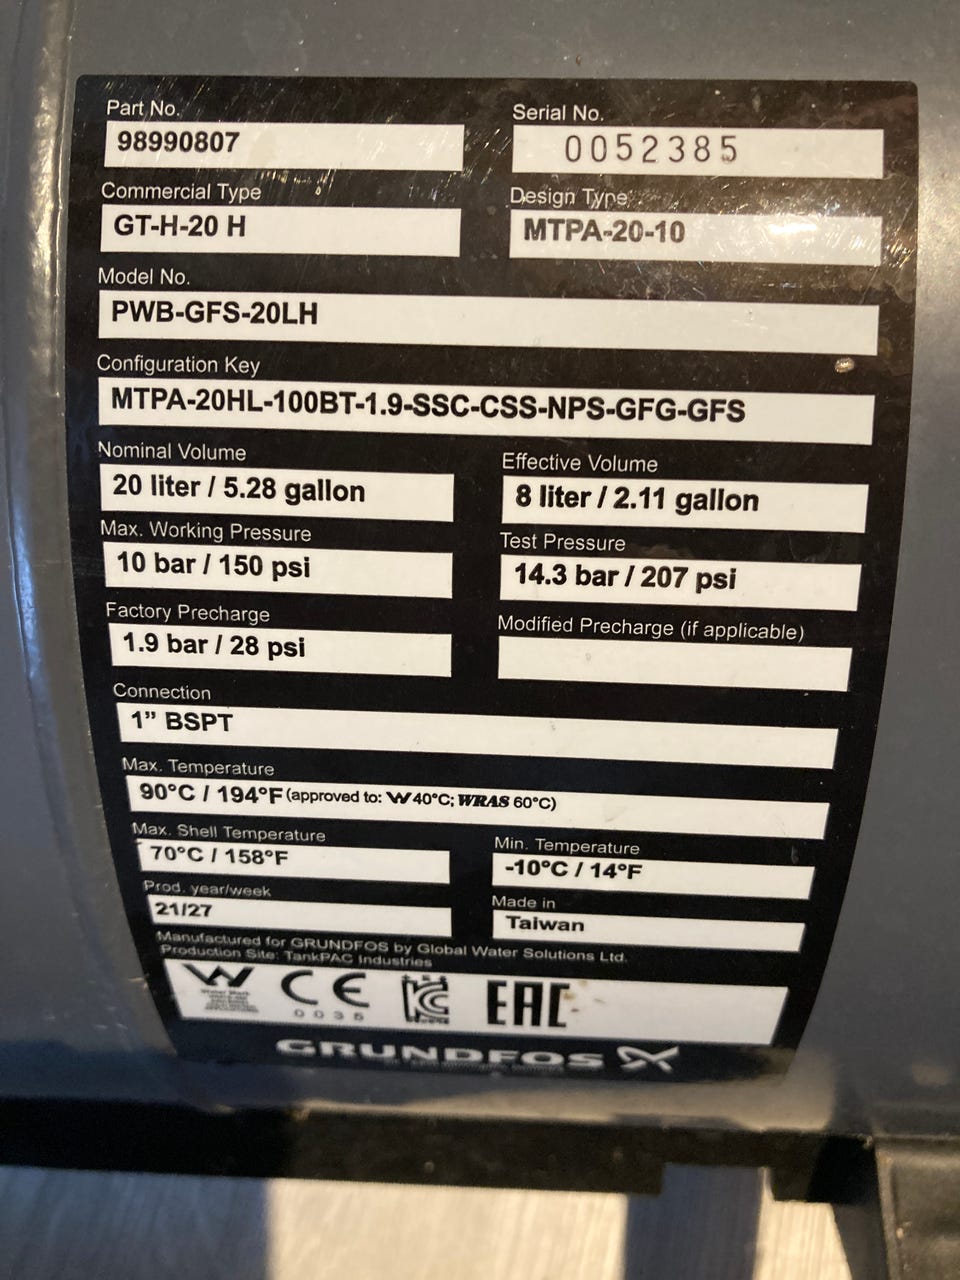 Part No.
98990807
Serial No.
0052385
Commercial Type
GT-H-20 H
Design Type
MTPA-20-10
Model No.
PWB-GFS-20LH
Configuration Key
MTPA-20HL-100BT-1.9-SSC-CSS-NPS-GFG-GFS
Nominal Volume
20 liter / 5.28 gallon
Effective Volume
8 liter / 2.11 gallon
Max. Working Pressure
10 bar / 150 psi
Test Pressure
14.3 bar / 207 psi
Factory Precharge
1.9 bar / 28 psi
Modified Precharge (if applicable)
Connection
1” BSPT
Max. Temperature
90°C / 194°F (approved to: W 40°C; WRAS 60°C)
Max. Shell Temperature
70°C / 158°F
Min. Temperature
-10°C / 14°F
Prod. year/week
21/27
Made in
Taiwan
Manufactured for GRUNDFOS by Global Water Solutions Ltd.
Production Site: TankPAC Industries
CE
0035
EAC
GRUNDFOS